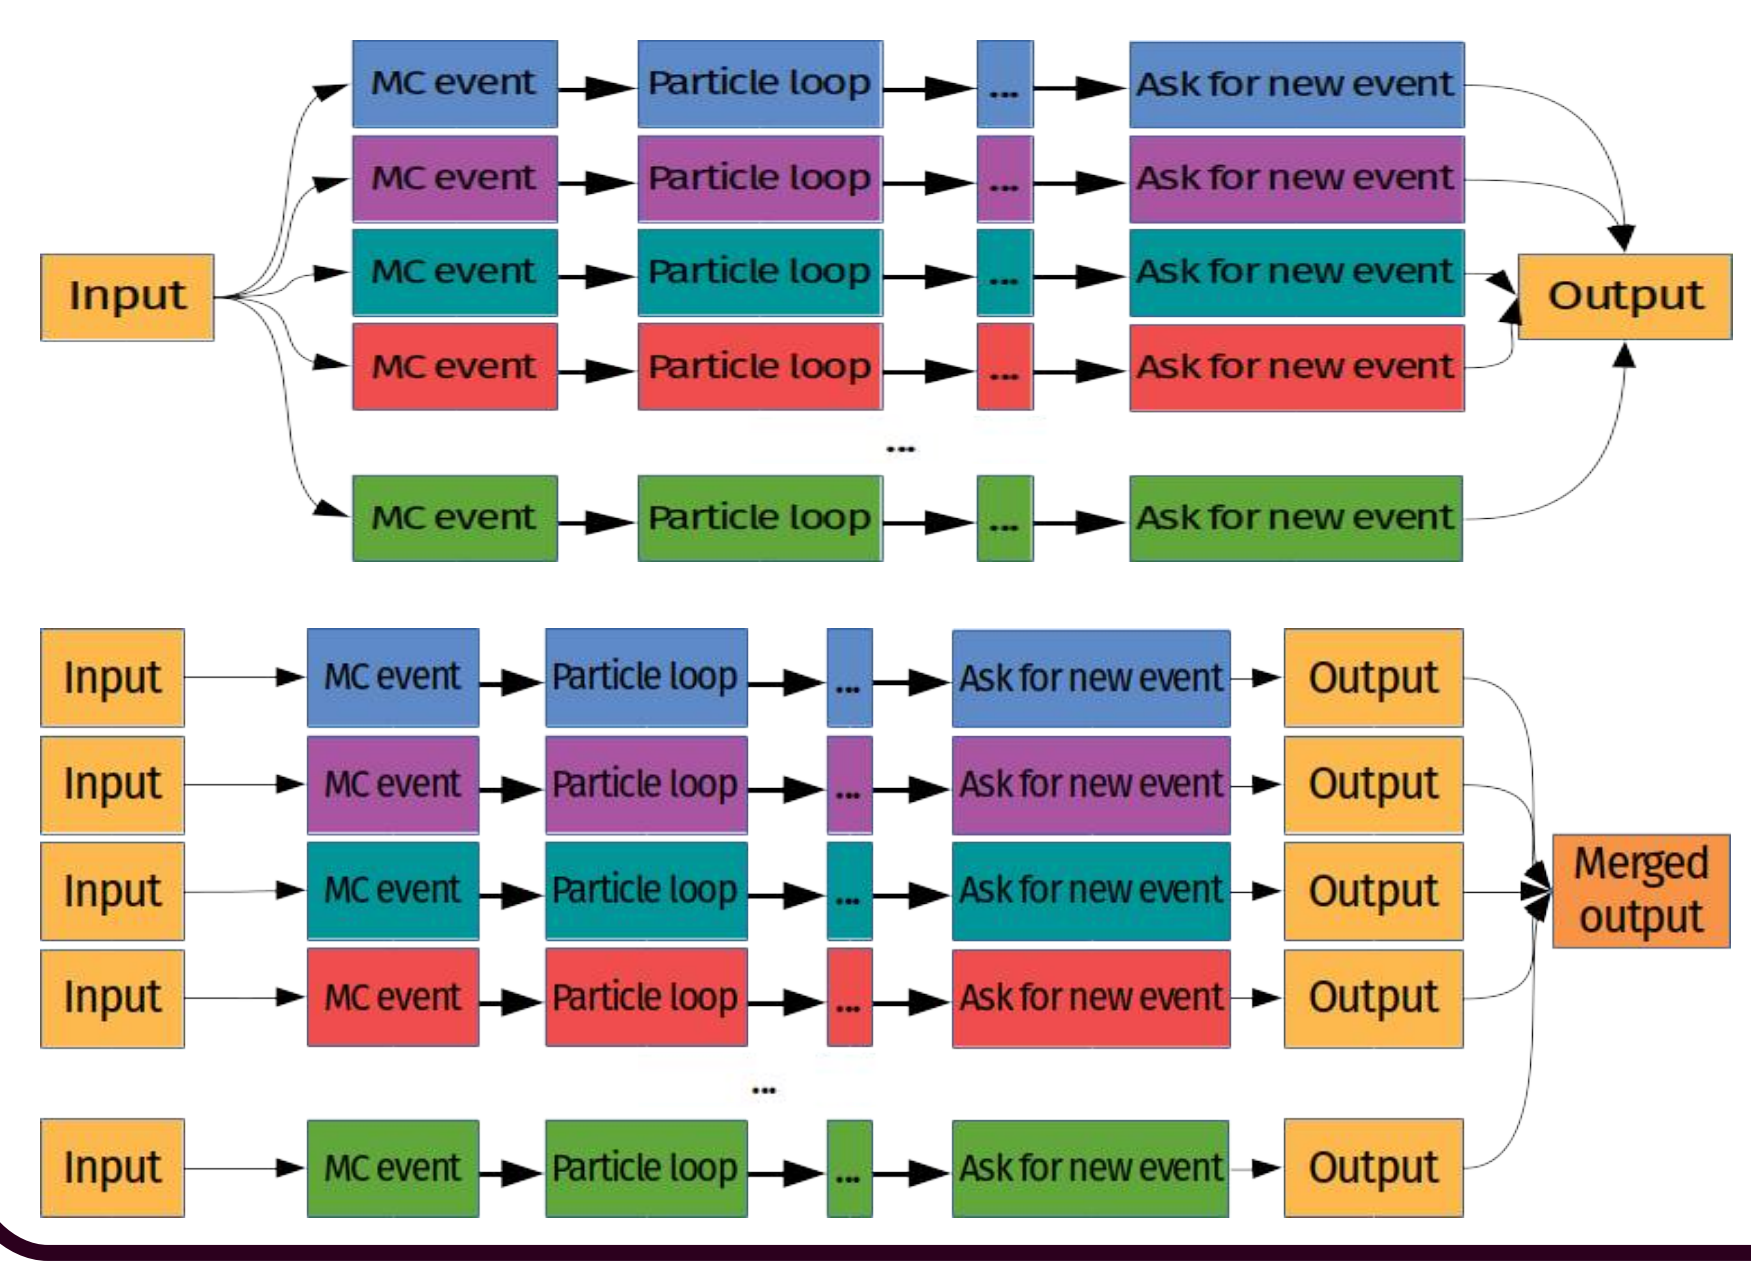 MC event Particle loop ... Ask for new event
MC event Particle loop ... Ask for new event
Input MC event Particle loop ... Ask for new event Output
MC event Particle loop ... Ask for new event
...
MC event Particle loop ... Ask for new event
Input MC event Particle loop ... Ask for new event Output
Input MC event Particle loop ... Ask for new event Output
Input MC event Particle loop ... Ask for new event Output
Merged
output
Input MC event Particle loop ... Ask for new event Output
...
Input MC event Particle loop ... Ask for new event Output